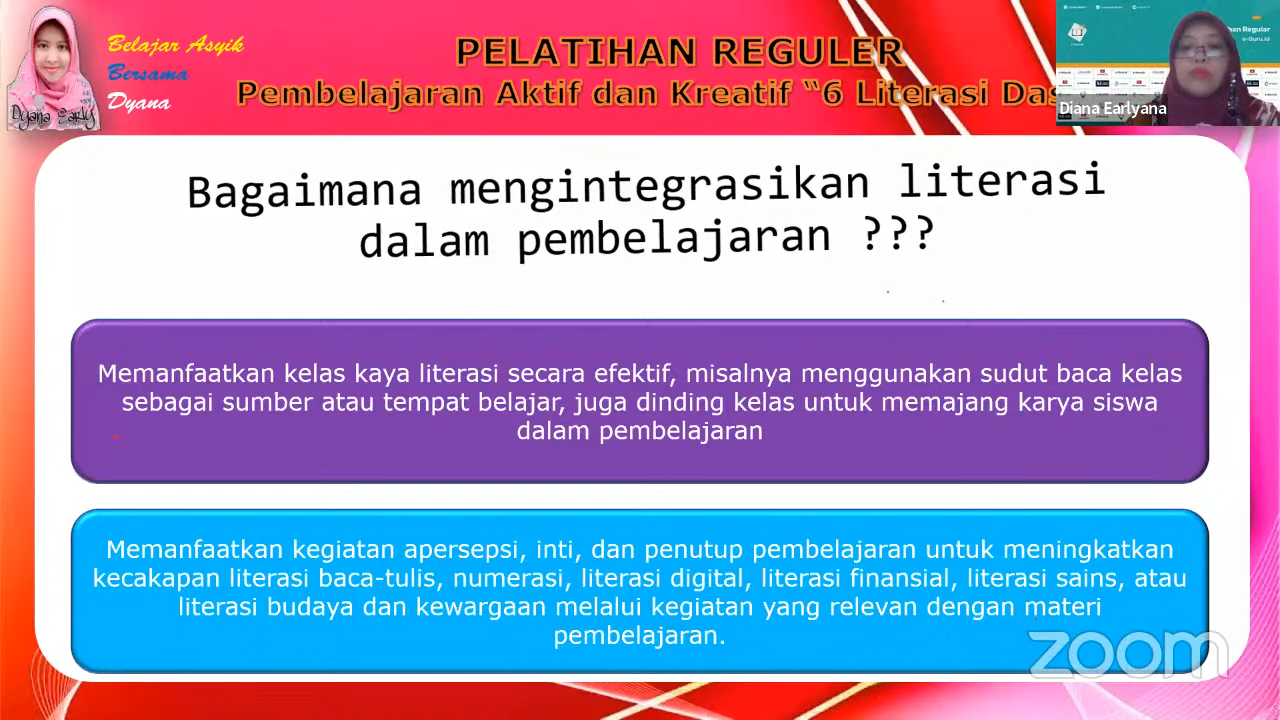 Belajar Asyik
Bersama
Dyana
Dyana Early
PELATIHAN REGULER
Pembelajaran Aktif dan Kreatif “6 Literasi Das
Regular
e-Guru.id
Diana Earlyana
Bagaimana mengintegrasikan literasi
dalam pembelajaran ???
Memanfaatkan kelas kaya literasi secara efektif, misalnya menggunakan sudut baca kelas
sebagai sumber atau tempat belajar, juga dinding kelas untuk memajang karya siswa
dalam pembelajaran
Memanfaatkan kegiatan apersepsi, inti, dan penutup pembelajaran untuk meningkatkan
kecakapan literasi baca-tulis, numerasi, literasi digital, literasi finansial, literasi sains, atau
literasi budaya dan kewargaan melalui kegiatan yang relevan dengan materi
pembelajaran.
zoom